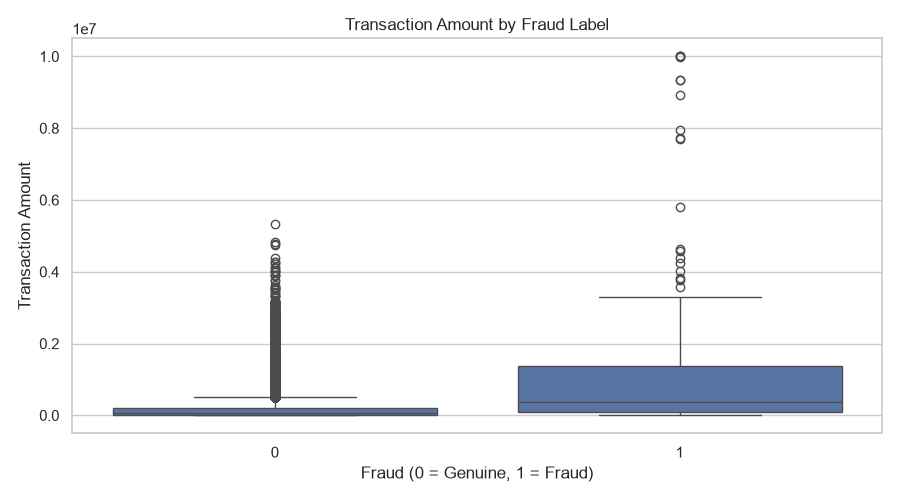 Transaction Amount by Fraud Label
1e7
1.0
0.8
0.6
0.4
0.2
0.0
Transaction Amount
0
1
Fraud (0 = Genuine, 1 = Fraud)